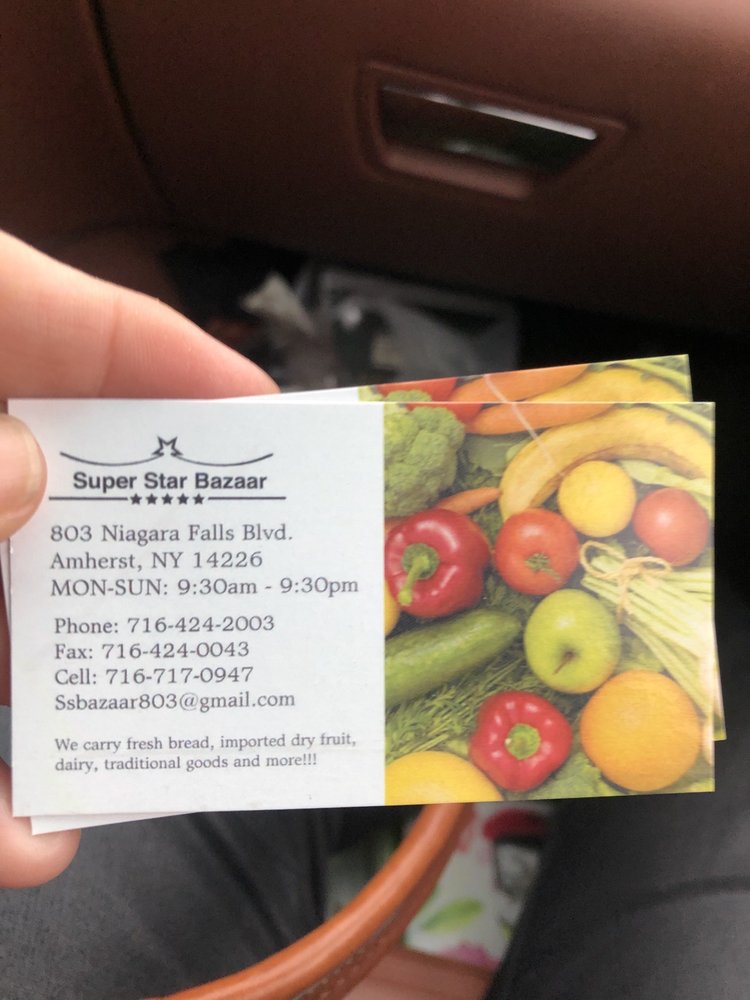 Super Star Bazaar
★★★★★
803 Niagara Falls Blvd.
Amherst, NY 14226
MON-SUN: 9:30am - 9:30pm
Phone: 716-424-2003
Fax: 716-424-0043
Cell: 716-717-0947
Ssbazaar803@gmail.com
We carry fresh bread, imported dry fruit,
dairy, traditional goods and more!!!